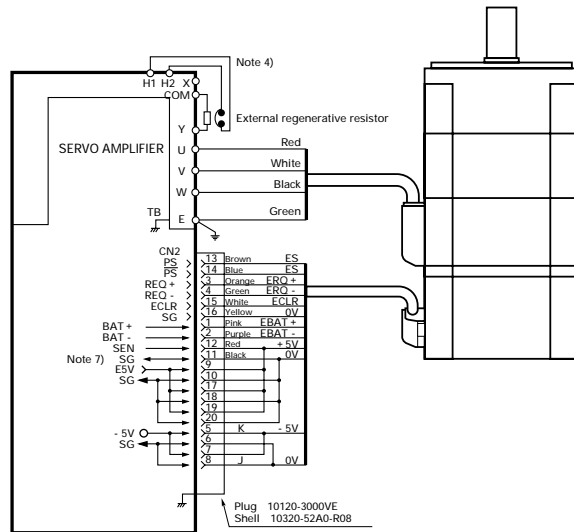 Note 4)
H1 H2 X
COM
External regenerative resistor
Y
SERVO AMPLIFIER
U Red
V White
W Black
TB E Green
CN2
PS 13 Brown ES
PS 14 Blue ES
REQ + 3 Orange ERQ +
REQ - 4 Green ERQ -
ECLR 15 White ECLR
SG 16 Yellow 0V
BAT + 1 Pink EBAT +
BAT - 2 Purple EBAT -
SEN 12 Red +5V
Note 7) SG 11 Black 0V
E5V 9
SG 10
17
18
19
20
- 5V 5 K - 5V
SG 6
7
8 J 0V
Plug 10120-3000VE
Shell 10320-52A0-R08